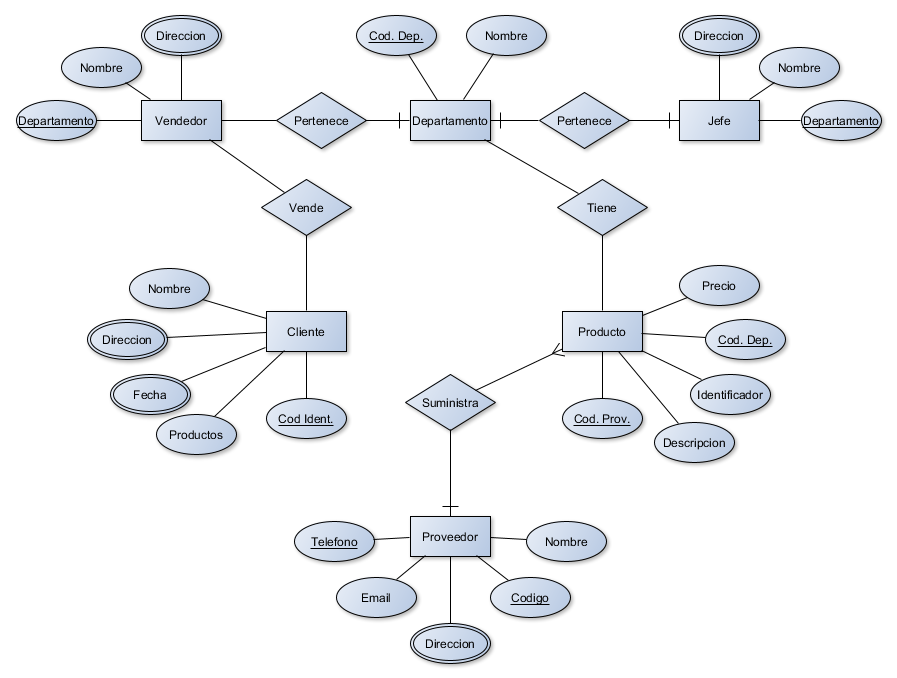 Direccion
Cod. Dep.
Nombre
Direccion
Nombre
Nombre
Departamento
Vendedor
Pertenece
Departamento
Pertenece
Jefe
Departamento
Vende
Tiene
Nombre
Precio
Direccion
Cliente
Producto
Cod. Dep.
Fecha
Suministra
Identificador
Productos
Cod Ident.
Cod. Prov.
Descripcion
Telefono
Proveedor
Nombre
Email
Codigo
Direccion